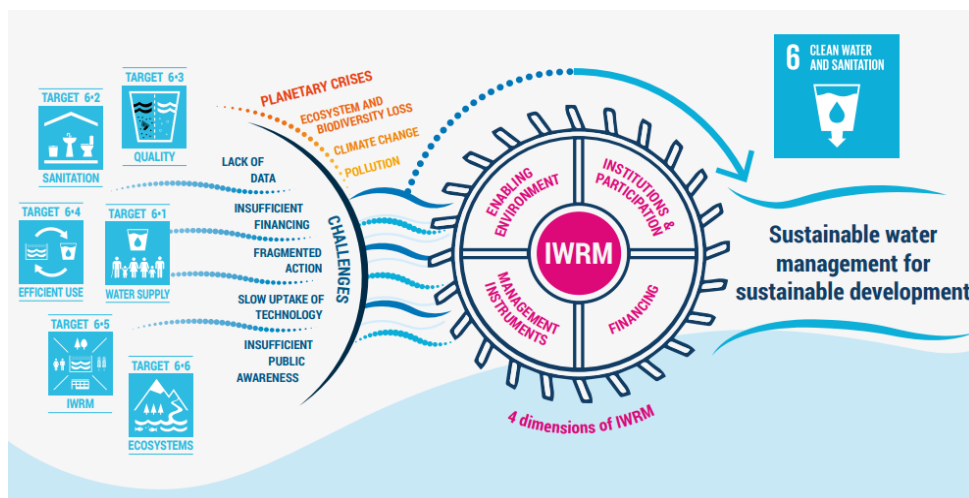 TARGET 6•2
SANITATION
TARGET 6•3
QUALITY
TARGET 6•4
EFFICIENT USE
TARGET 6•1
WATER SUPPLY
TARGET 6•5
IWRM
TARGET 6•6
ECOSYSTEMS
PLANETARY CRISES
ECOSYSTEM AND
BIODIVERSITY LOSS
CLIMATE CHANGE
POLLUTION
LACK OF
DATA
INSUFFICIENT
FINANCING
FRAGMENTED
ACTION
SLOW UPTAKE OF
TECHNOLOGY
INSUFFICIENT
PUBLIC
AWARENESS
CHALLENGES
ENABLING
ENVIRONMENT
INSTITUTIONS &
PARTICIPATION
IWRM
MANAGEMENT
INSTRUMENTS
FINANCING
4 dimensions of IWRM
6 CLEAN WATER
AND SANITATION
Sustainable water
management for
sustainable development